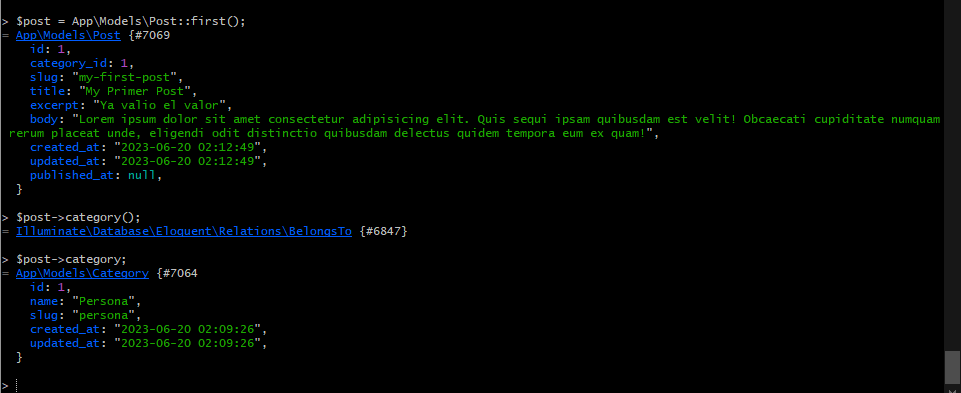 > $post = App\Models\Post::first();
= App\Models\Post {#7069
id: 1,
category_id: 1,
slug: "my-first-post",
title: "My Primer Post",
excerpt: "Ya valio el valor",
body: "Lorem ipsum dolor sit amet consectetur adipisicing elit. Quis sequi ipsam quibusdam est velit! Obcaecati cupiditate numquam
rerum placeat unde, eligendi odit distinctio quibusdam delectus quidem tempora eum ex quam!",
created_at: "2023-06-20 02:12:49",
updated_at: "2023-06-20 02:12:49",
published_at: null,
}
> $post->category();
= Illuminate\Database\Eloquent\Relations\BelongsTo {#6847}
> $post->category;
= App\Models\Category {#7064
id: 1,
name: "Persona",
slug: "persona",
created_at: "2023-06-20 02:09:26",
updated_at: "2023-06-20 02:09:26",
}
>